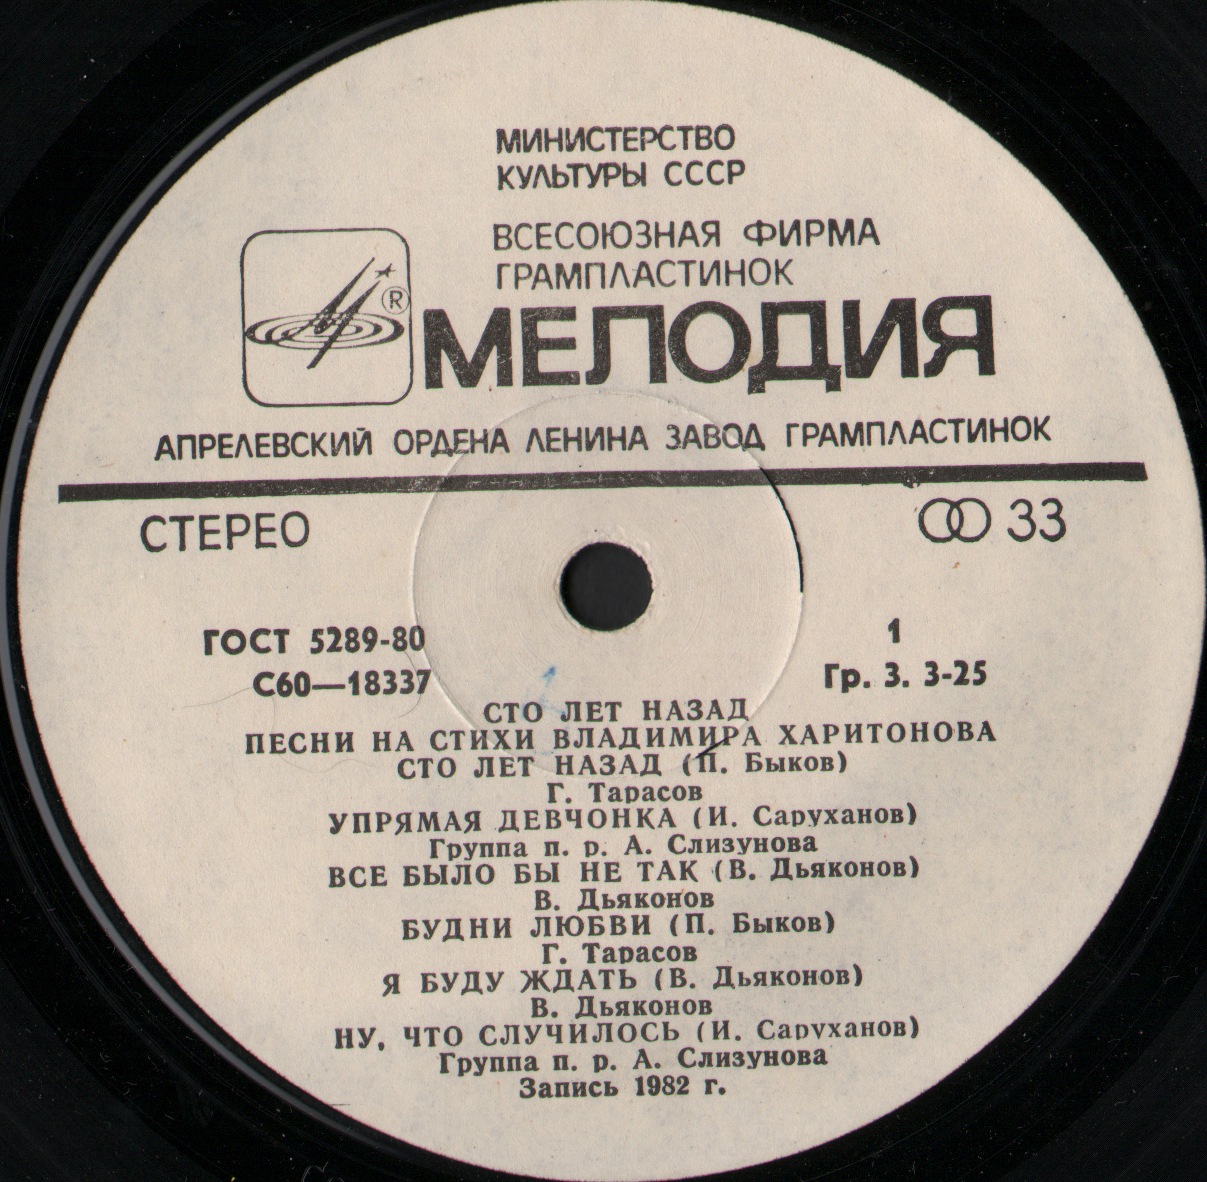 МИНИСТЕРСТВО
КУЛЬТУРЫ СССР
ВСЕСОЮЗНАЯ ФИРМА
ГРАМПЛАСТИНОК
®
МЕЛОДИЯ
АПРЕЛЕВСКИЙ ОРДЕНА ЛЕНИНА ЗАВОД ГРАМПЛАСТИНОК
СТЕРЕО
33
ГОСТ 5289-80
1
С60—18337
Гр. 3. 3-25
СТО ЛЕТ НАЗАД
ПЕСНИ НА СТИХИ ВЛАДИМИРА ХАРИТОНОВА
СТО ЛЕТ НАЗАД (П. Быков)
Г. Тарасов
УПРЯМАЯ ДЕВЧОНКА (И. Саруханов)
Группа п. р. А. Слизунова
ВСЕ БЫЛО БЫ НЕ ТАК (В. Дьяконов)
В. Дьяконов
БУДНИ ЛЮБВИ (П. Быков)
Г. Тарасов
Я БУДУ ЖДАТЬ (В. Дьяконов)
В. Дьяконов
НУ, ЧТО СЛУЧИЛОСЬ (И. Саруханов)
Группа п. р. А. Слизунова
Запись 1982 г.